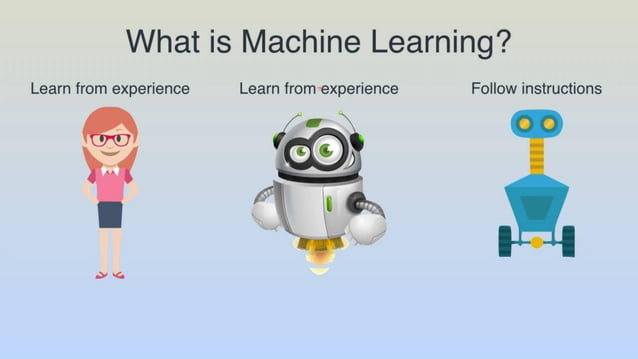 What is Machine Learning?
Learn from experience
Learn from experience
Follow instructions